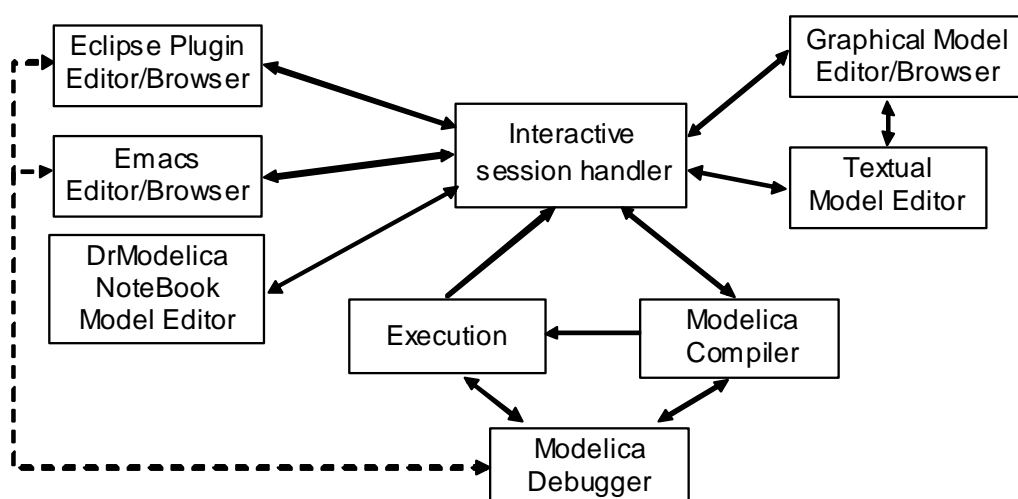 Eclipse Plugin
Editor/Browser
Graphical Model
Editor/Browser
Interactive
session handler
Emacs
Editor/Browser
Textual
Model Editor
DrModelica
NoteBook
Model Editor
Execution
Modelica
Compiler
Modelica
Debugger